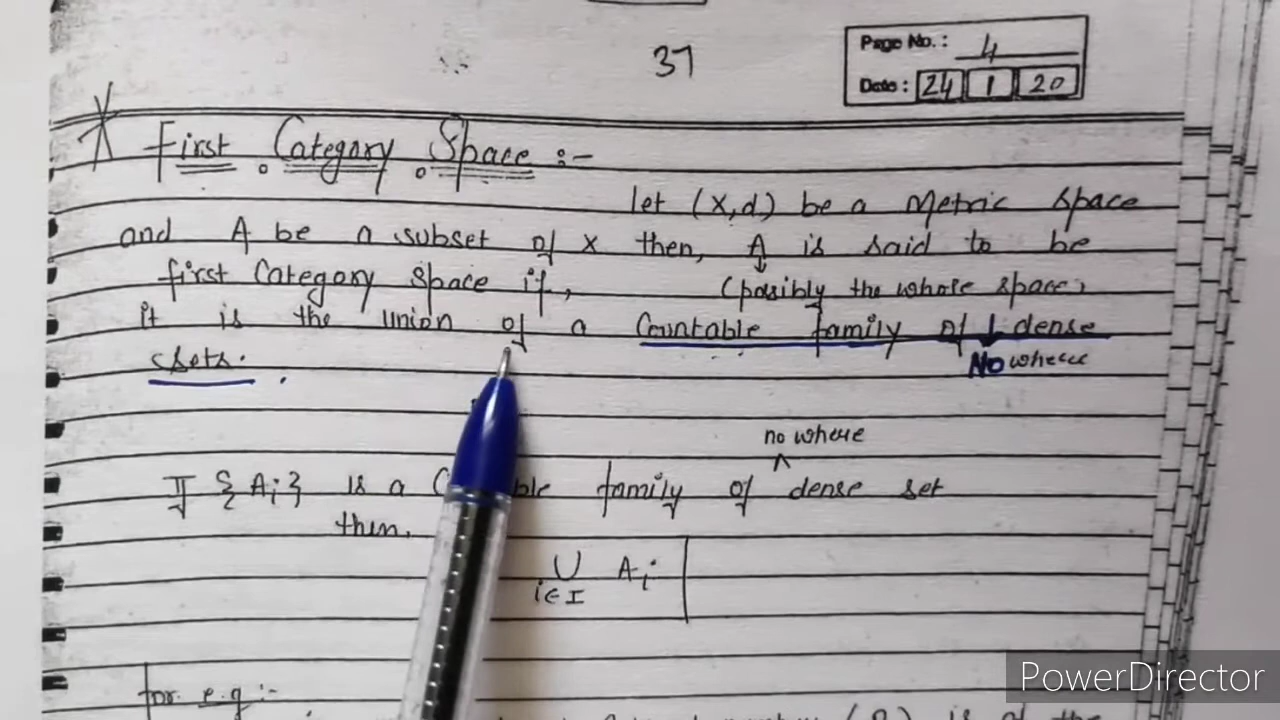 37
Page No.: 4
Date: 24 1 20
First Category Space :-
let (X,d) be a Metric space
and A be a subset of X then, A is said to be
first Category Space if, (possibly the whole space,
it is the union of a Countable family of dense
No where
sets.
no where
If {Ai} is a family of dense set
then,
∪ Ai
i∈I
for e.g :-
PowerDirector